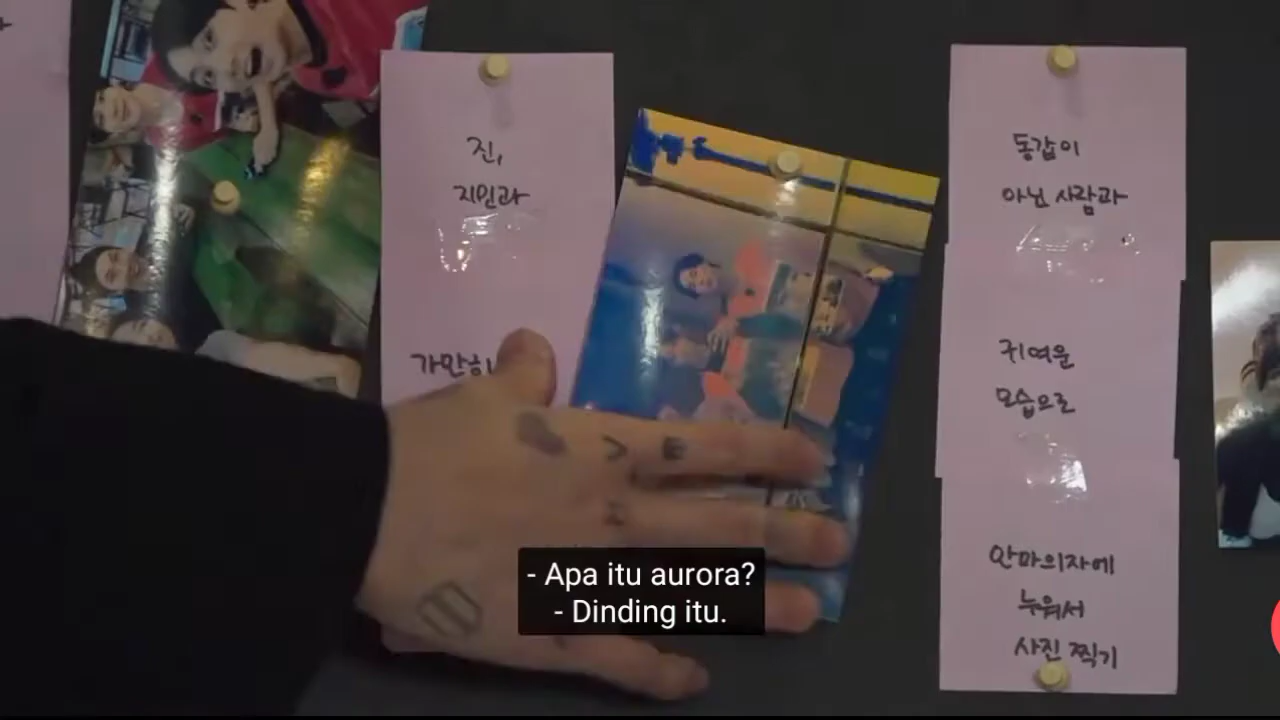 진,
지민과
가만히
동갑이
아닌 사람과
귀여운
모습으로
안마의자에
누워서
사진 찍기
- Apa itu aurora?
- Dinding itu.